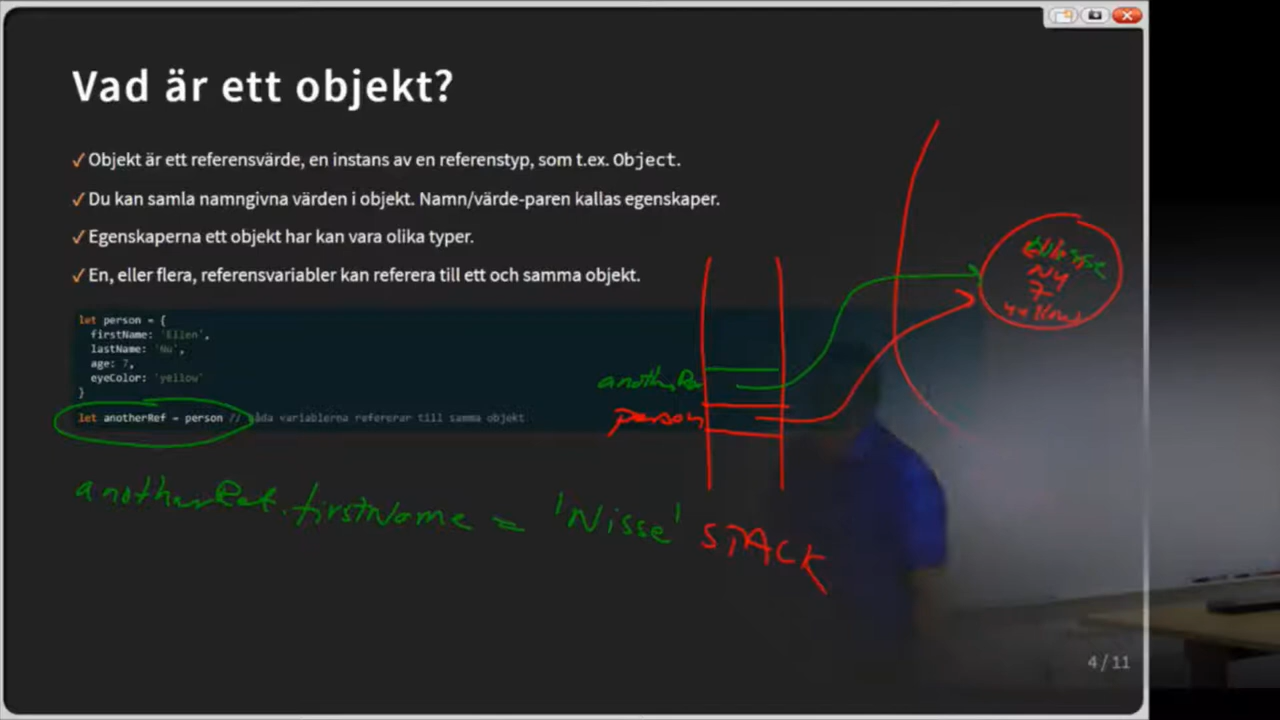 Vad är ett objekt?
✓ Objekt är ett referensvärde, en instans av en referenstyp, som t.ex. Object.
✓ Du kan samla namngivna värden i objekt. Namn/värde-paren kallas egenskaper.
✓ Egenskaperna ett objekt har kan vara olika typer.
✓ En, eller flera, referensvariabler kan referera till ett och samma objekt.
let person = {
firstName: 'Ellen',
lastName: 'Nu',
age: 7,
eyeColor: 'yellow'
}
let anotherRef = person // båda variablerna refererar till samma objekt
anotherRef.firstName = 'Nisse'
anothRef
person
STACK
7
4 / 11